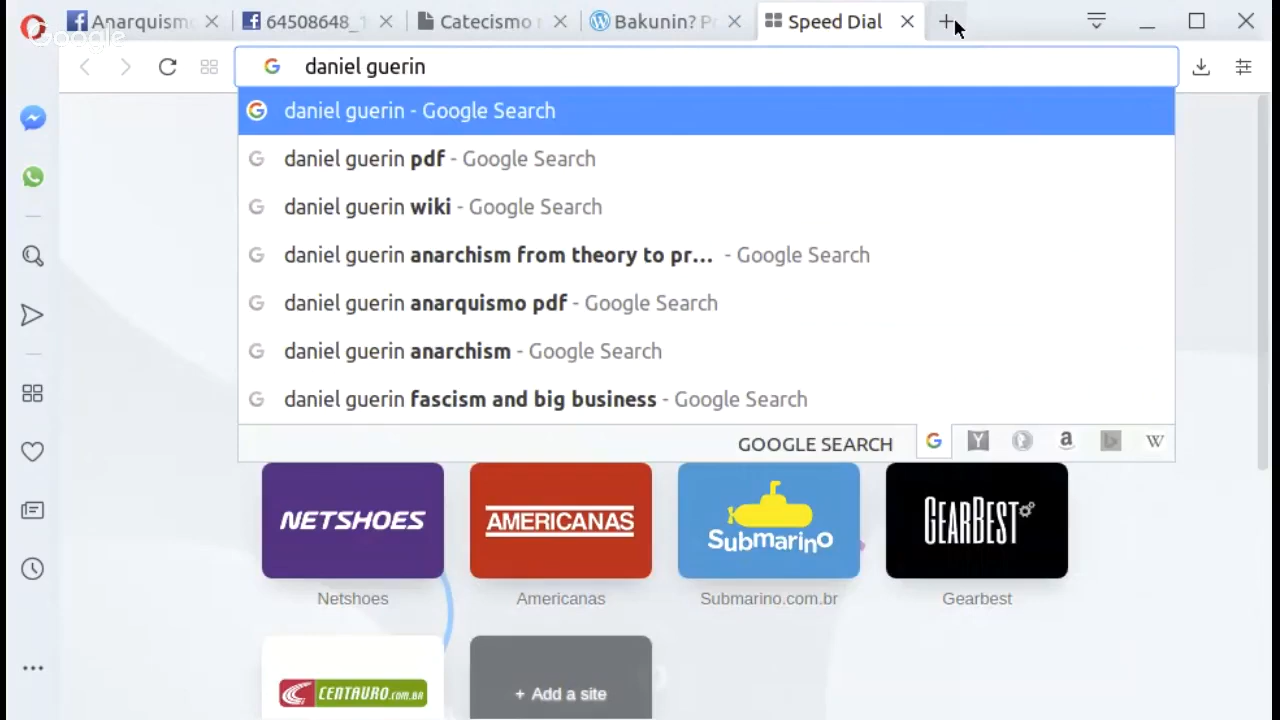 Anarquismo
64508648_1
Catecismo r
Bakunin? Po
Speed Dial
Google
daniel guerin
daniel guerin - Google Search
daniel guerin pdf - Google Search
daniel guerin wiki - Google Search
daniel guerin anarchism from theory to pr... - Google Search
daniel guerin anarquismo pdf - Google Search
daniel guerin anarchism - Google Search
daniel guerin fascism and big business - Google Search
GOOGLE SEARCH
NETSHOES
AMERICANAS
Submarino
GEARBEST
Netshoes
Americanas
Submarino.com.br
Gearbest
CENTAURO.com.br
+ Add a site